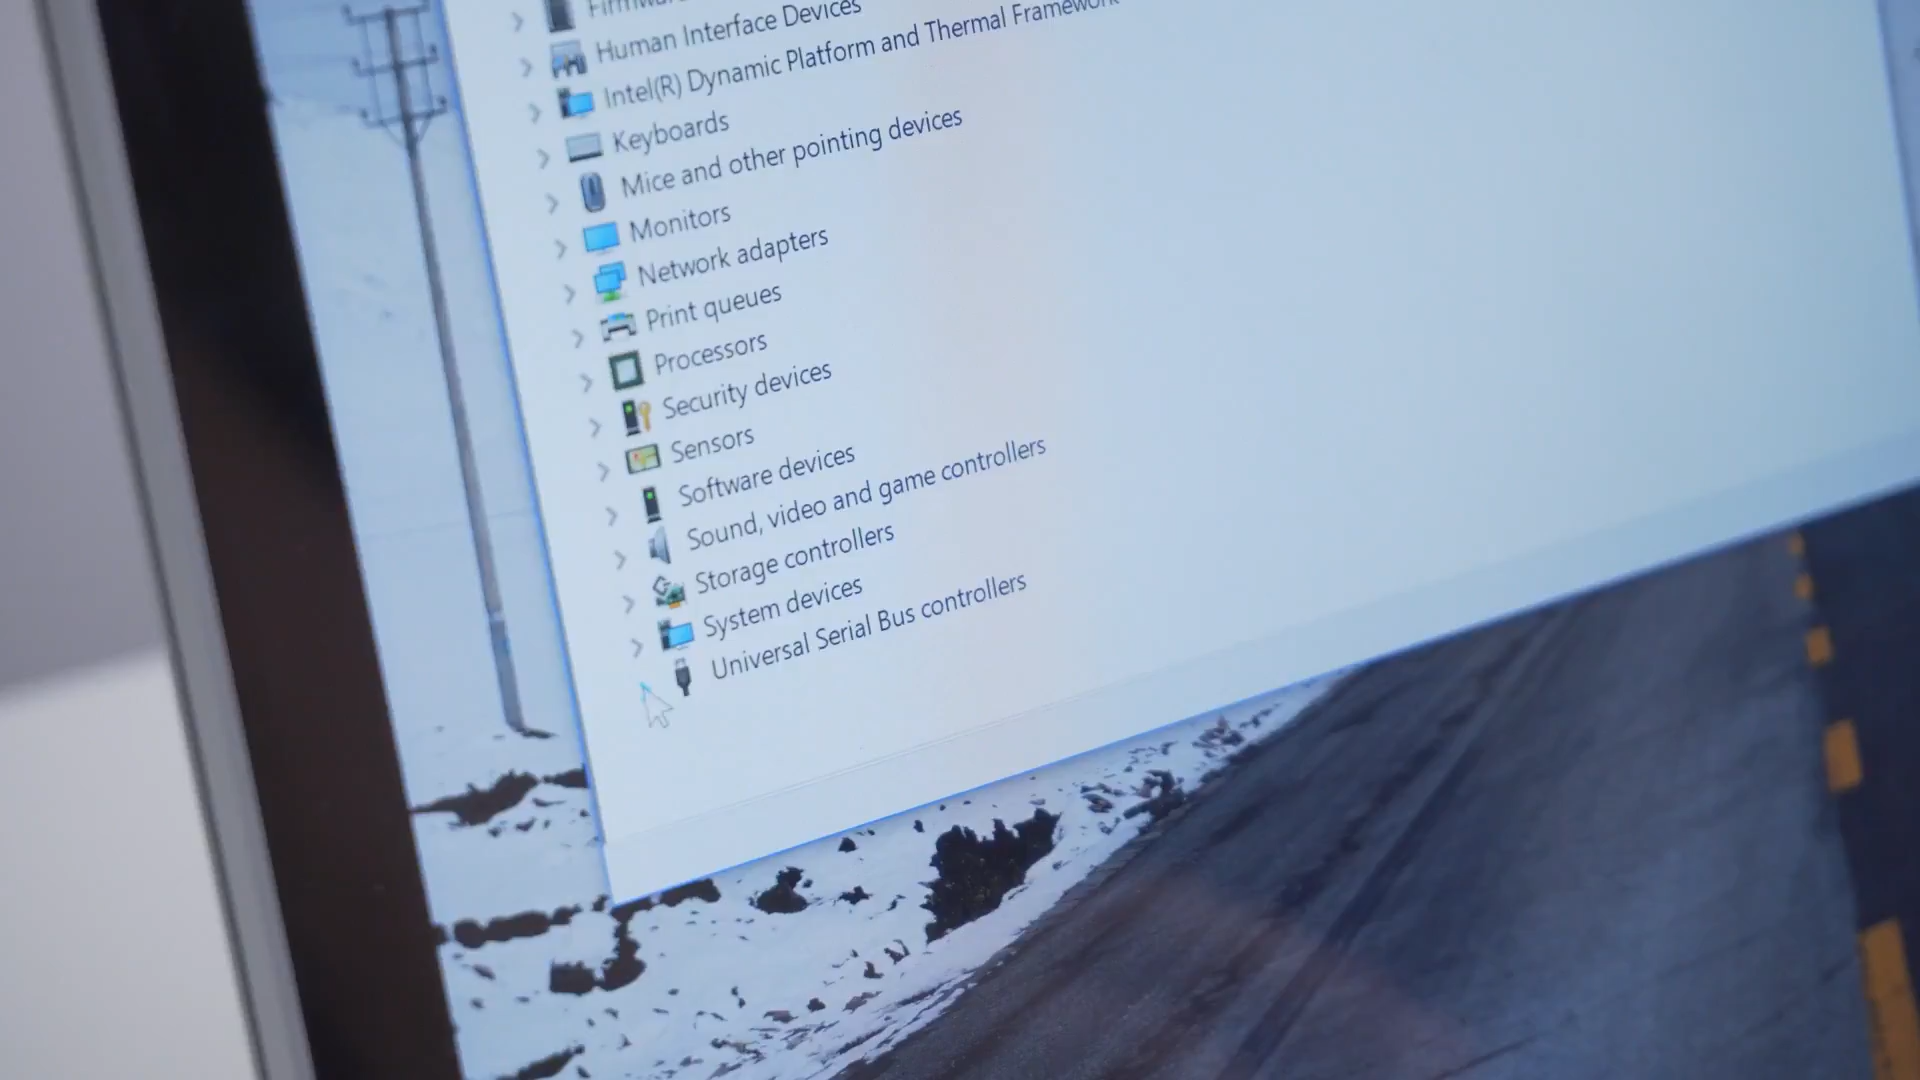 Human Interface Devices
Intel(R) Dynamic Platform and Thermal Framework
Keyboards
Mice and other pointing devices
Monitors
Network adapters
Print queues
Processors
Security devices
Sensors
Software devices
Sound, video and game controllers
Storage controllers
System devices
Universal Serial Bus controllers